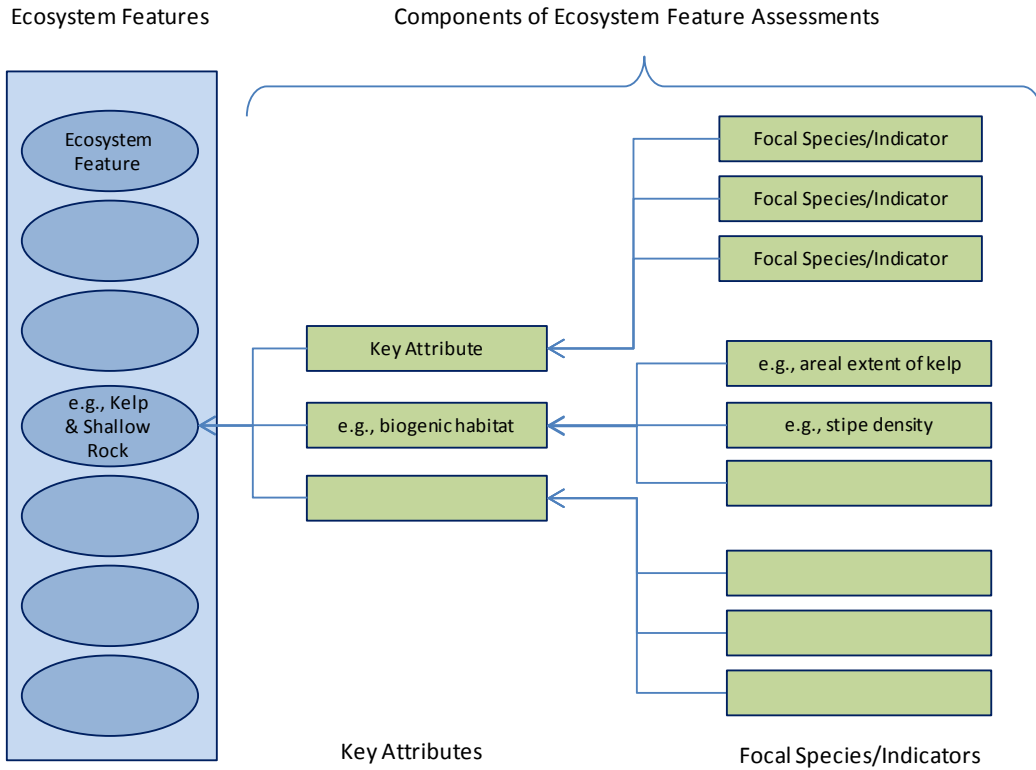 Ecosystem Features
Components of Ecosystem Feature Assessments
Ecosystem
Feature
e.g., Kelp
& Shallow
Rock
Key Attribute
e.g., biogenic habitat
Focal Species/Indicator
Focal Species/Indicator
Focal Species/Indicator
e.g., areal extent of kelp
e.g., stipe density
Key Attributes
Focal Species/Indicators